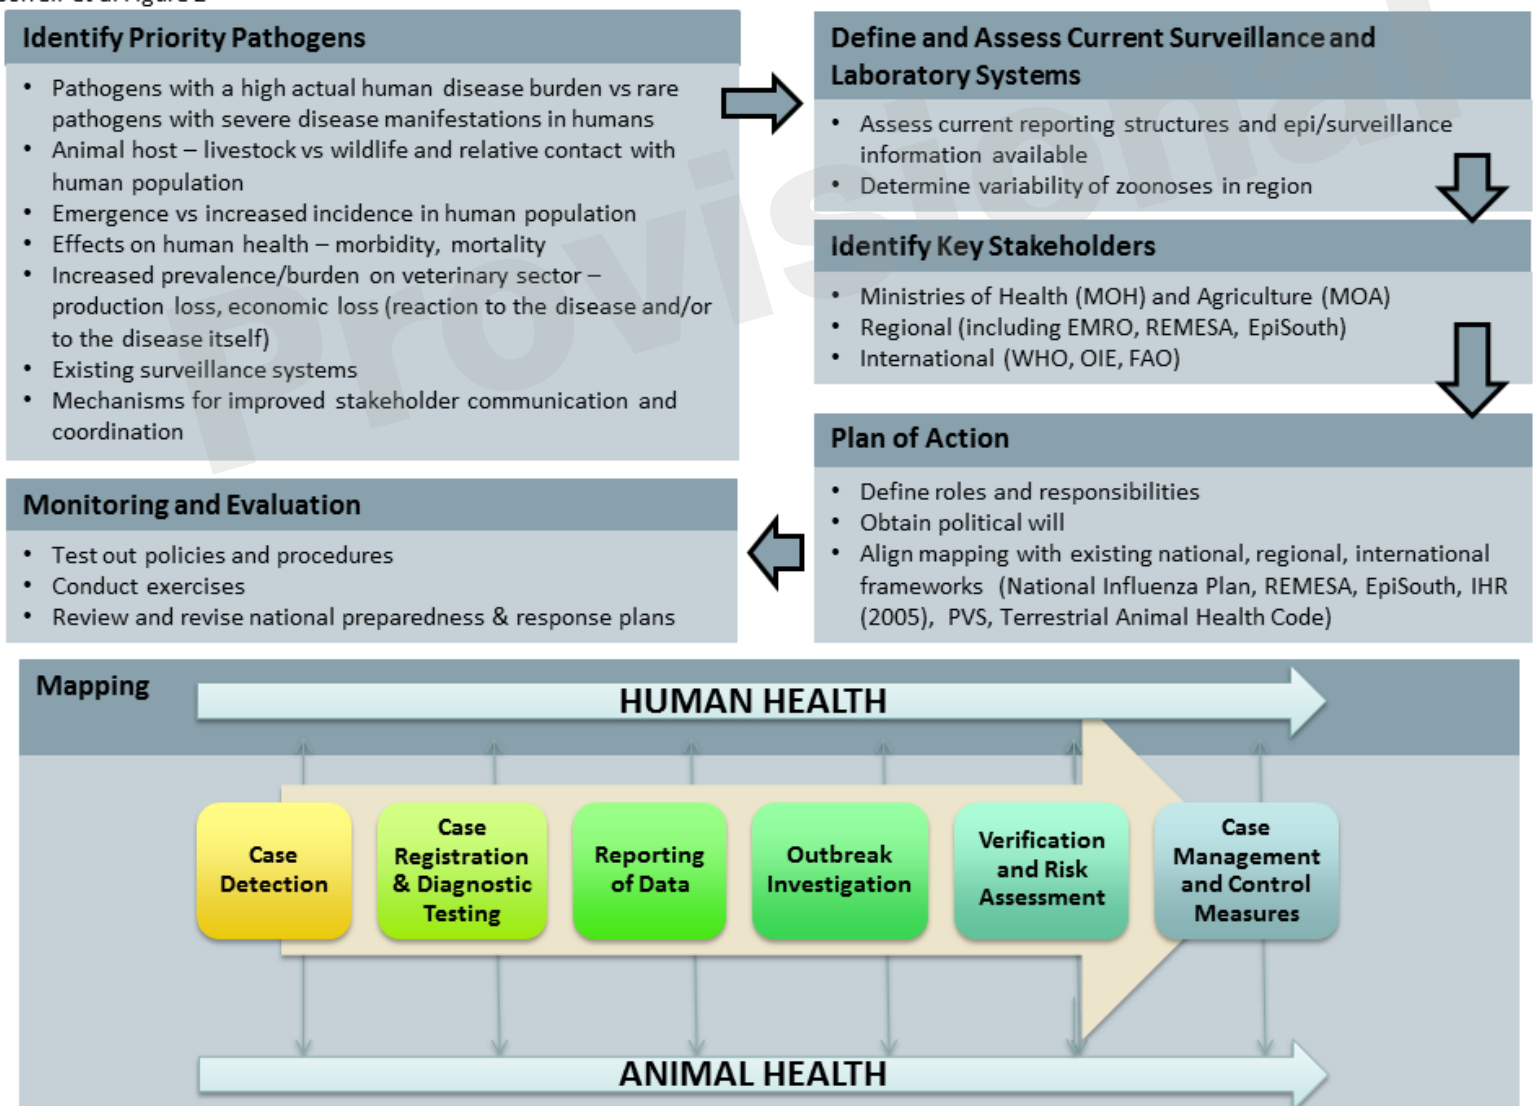 Identify Priority Pathogens
• Pathogens with a high actual human disease burden vs rare
pathogens with severe disease manifestations in humans
• Animal host – livestock vs wildlife and relative contact with
human population
• Emergence vs increased incidence in human population
• Effects on human health – morbidity, mortality
• Increased prevalence/burden on veterinary sector –
production loss, economic loss (reaction to the disease and/or
to the disease itself)
• Existing surveillance systems
• Mechanisms for improved stakeholder communication and
coordination
Define and Assess Current Surveillance and
Laboratory Systems
• Assess current reporting structures and epi/surveillance
information available
• Determine variability of zoonoses in region
Identify Key Stakeholders
• Ministries of Health (MOH) and Agriculture (MOA)
• Regional (including EMRO, REMESA, EpiSouth)
• International (WHO, OIE, FAO)
Plan of Action
• Define roles and responsibilities
• Obtain political will
• Align mapping with existing national, regional, international
frameworks (National Influenza Plan, REMESA, EpiSouth, IHR
(2005), PVS, Terrestrial Animal Health Code)
Monitoring and Evaluation
• Test out policies and procedures
• Conduct exercises
• Review and revise national preparedness & response plans
Provisional
Mapping
HUMAN HEALTH
Case
Detection
Case
Registration
& Diagnostic
Testing
Reporting
of Data
Outbreak
Investigation
Verification
and Risk
Assessment
Case
Management
and Control
Measures
ANIMAL HEALTH